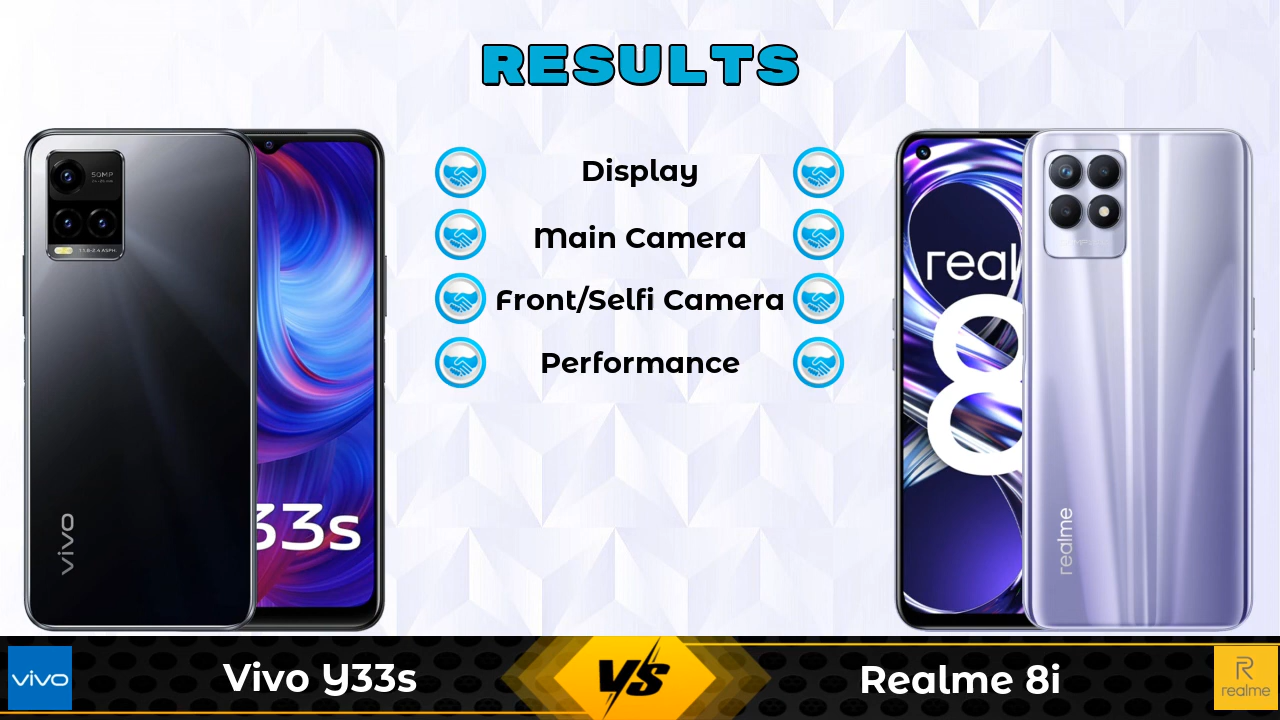 RESULTS
Display
Main Camera
Front/Selfi Camera
Performance
50MP
vivo
33s
real
8
realme
vivo
Vivo Y33s
VS
Realme 8i
R
realme